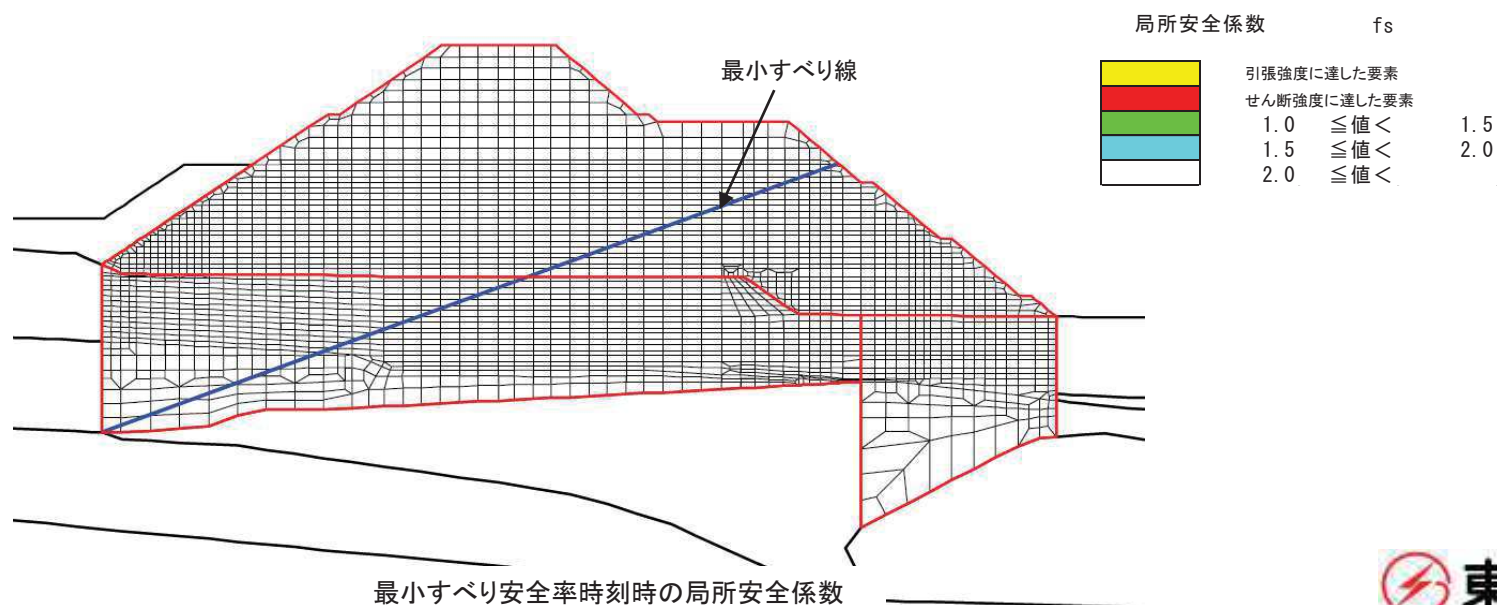 局所安全係数 fs
引張強度に達した要素
せん断強度に達した要素
1.0 ≦値< 1.5
1.5 ≦値< 2.0
2.0 ≦値<
最小すべり線
最小すべり安全率時刻時の局所安全係数
東